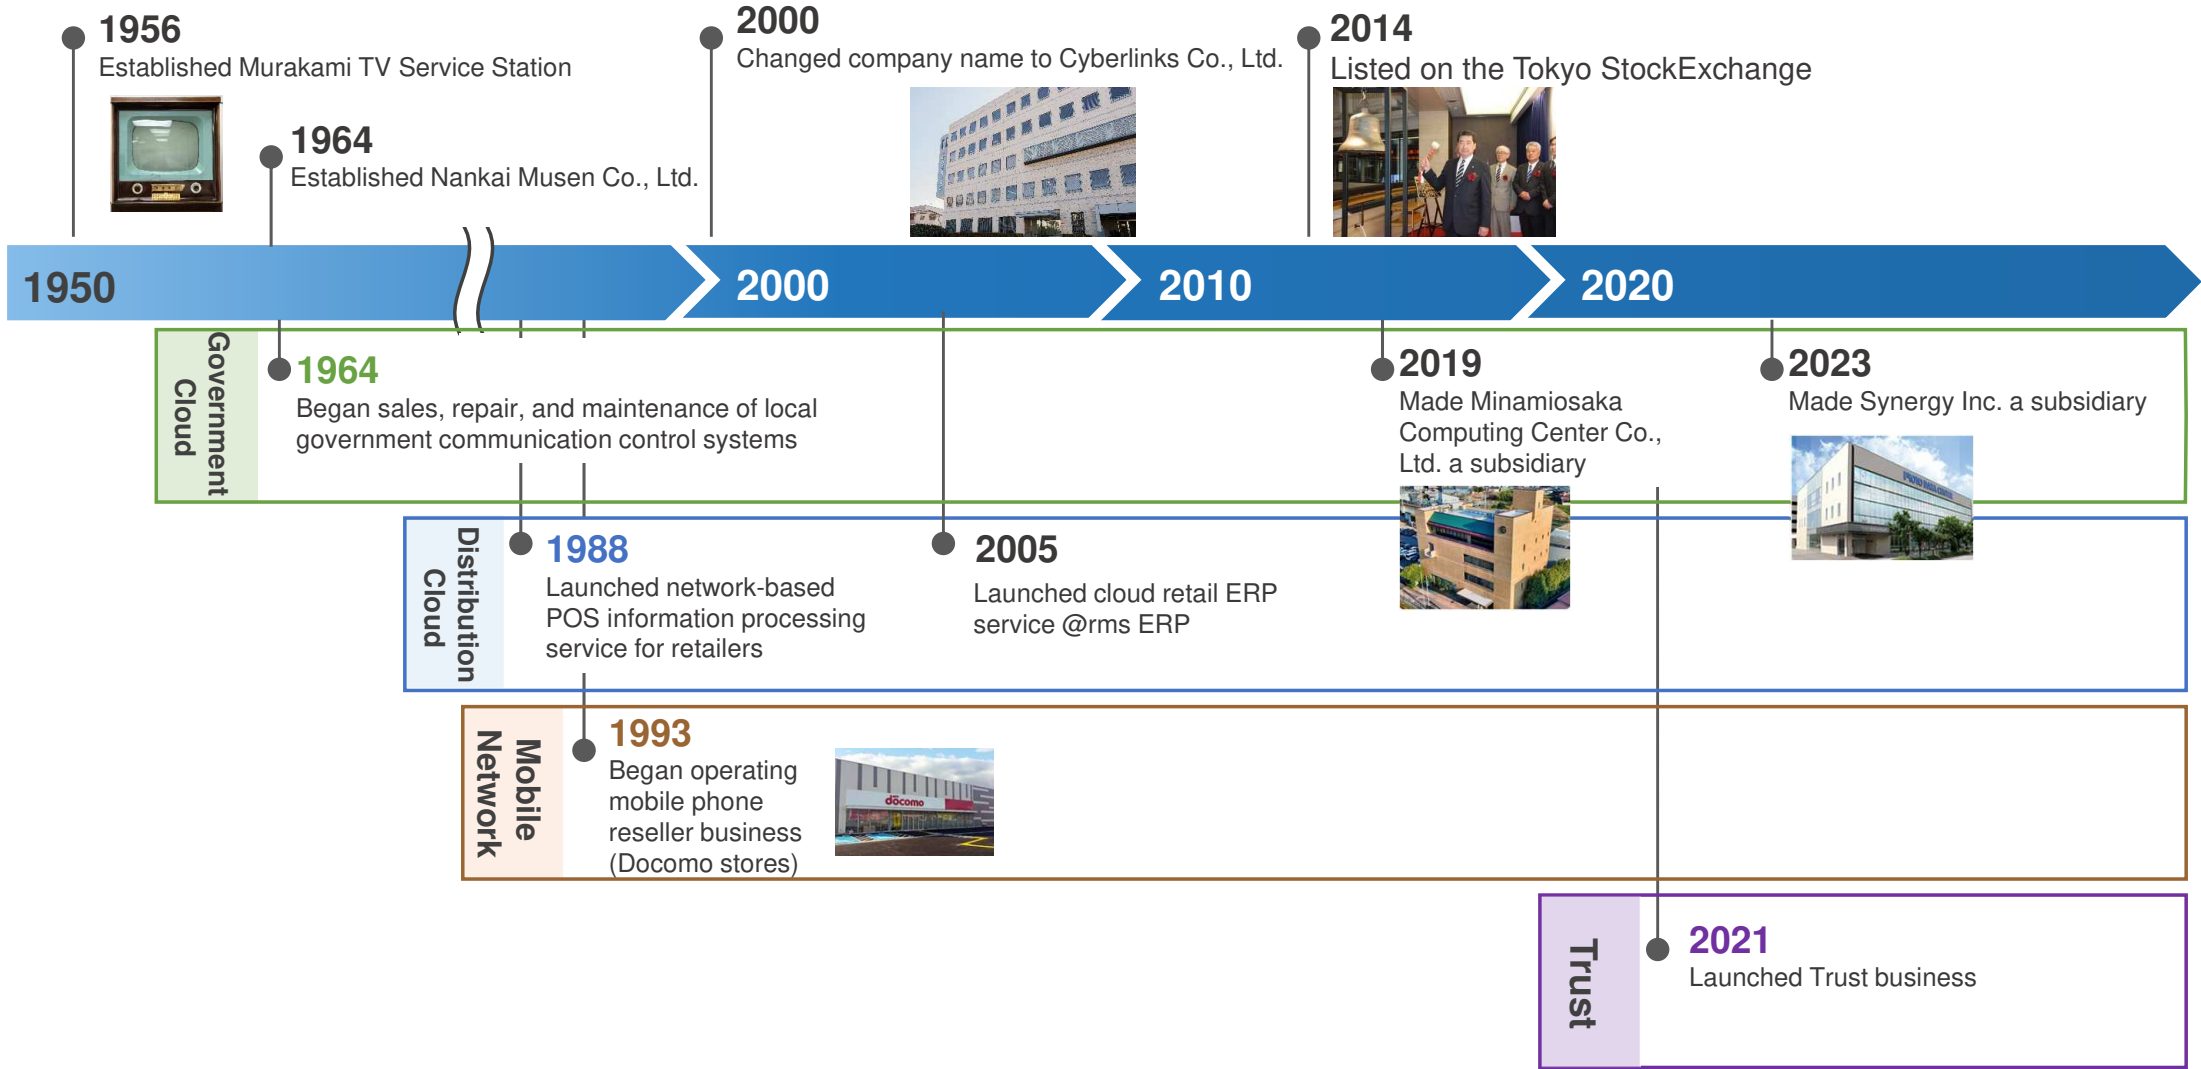 1956
Established Murakami TV Service Station
1964
Established Nankai Musen Co., Ltd.
2000
Changed company name to Cyberlinks Co., Ltd.
2014
Listed on the Tokyo StockExchange
1950
2000
2010
2020
Government
Cloud
1964
Began sales, repair, and maintenance of local
government communication control systems
2019
Made Minamiosaka
Computing Center Co.,
Ltd. a subsidiary
2023
Made Synergy Inc. a subsidiary
Distribution
Cloud
1988
Launched network-based
POS information processing
service for retailers
2005
Launched cloud retail ERP
service @rms ERP
Mobile
Network
1993
Began operating
mobile phone
reseller business
(Docomo stores)
docomo
Trust
2021
Launched Trust business